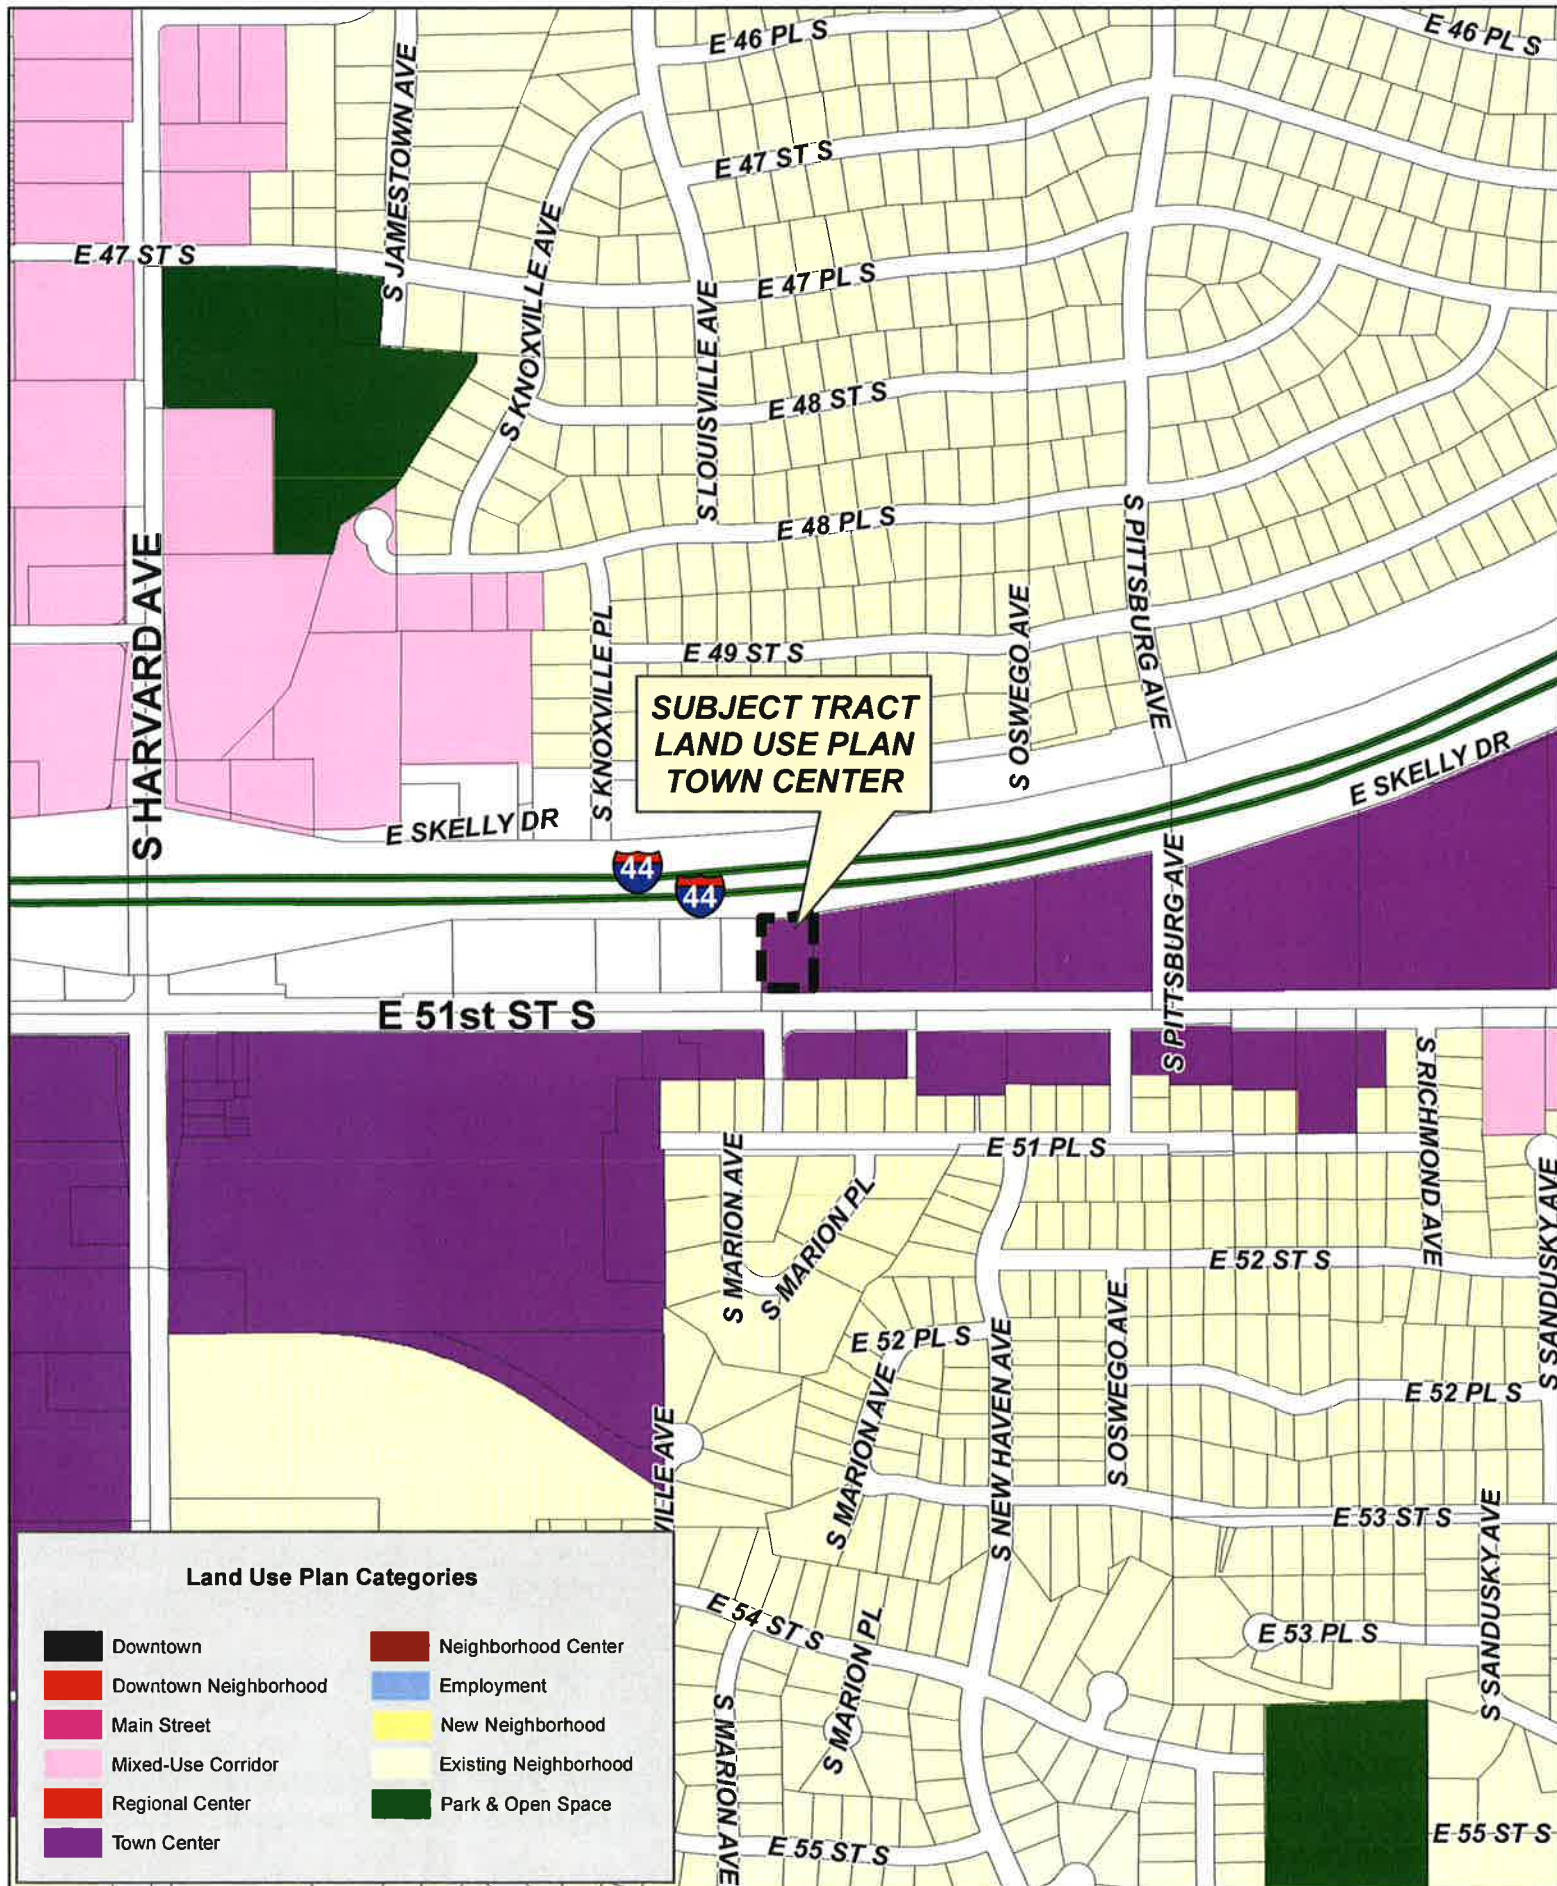 E 46 PL S
E 46 PL S
S JAMESTOWN AVE
E 47 ST S
E 47 ST S
S KNOXVILLE AVE
E 47 PL S
S LOUISVILLE AVE
E 48 ST S
E 48 PL S
S PITTSBURG AVE
S HARVARD AVE
S KNOXVILLE PL
E 49 ST S
S OSWEGO AVE
SUBJECT TRACT
LAND USE PLAN
TOWN CENTER
E SKELLY DR
E SKELLY DR
44
44
S PITTSBURG AVE
E 51st ST S
S RICHMOND AVE
E 51 PL S
S MARION AVE
S MARION PL
S SANDUSKY AVE
E 52 ST S
E 52 PL S
S OSWEGO AVE
S NEW HAVEN AVE
S MARION AVE
E 52 PL S
VILLE AVE
E 53 ST S
S SANDUSKY AVE
E 54 ST S
S MARION PL
E 53 PL S
S MARION AVE
E 55 ST S
E 55 ST S
Land Use Plan Categories
Downtown
Downtown Neighborhood
Main Street
Mixed-Use Corridor
Regional Center
Town Center
Neighborhood Center
Employment
New Neighborhood
Existing Neighborhood
Park & Open Space